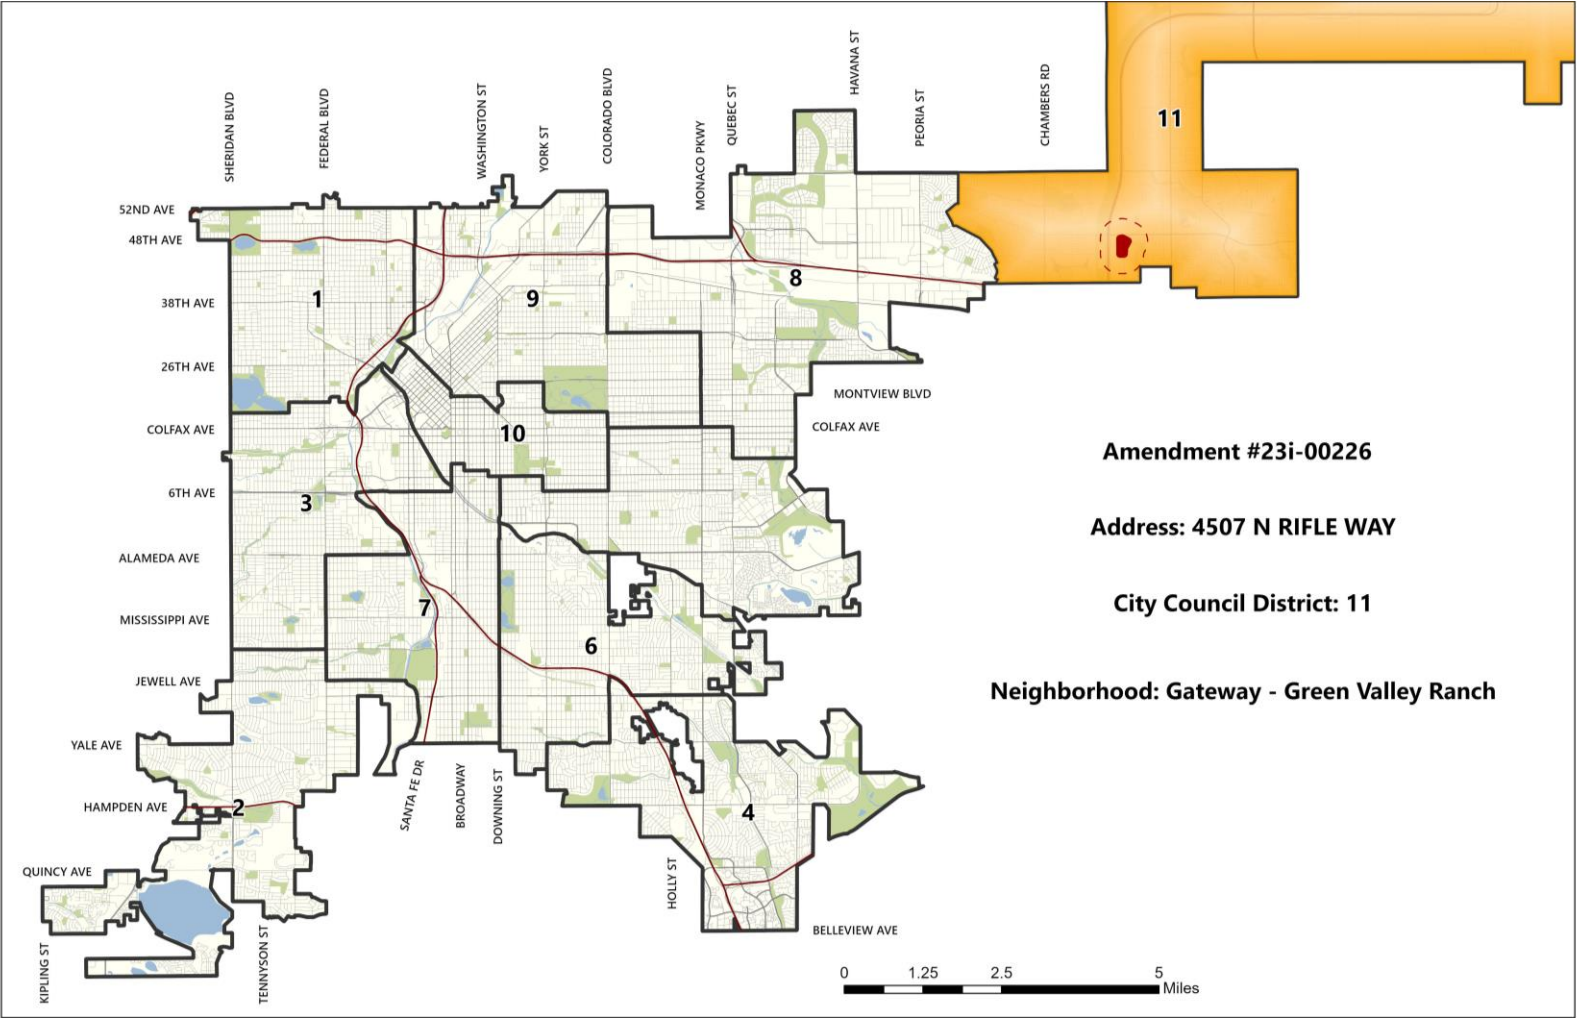 SHERIDAN BLVD
FEDERAL BLVD
WASHINGTON ST
YORK ST
COLORADO BLVD
MONACO PKWY
QUEBEC ST
HAVANA ST
PEORIA ST
CHAMBERS RD
11
52ND AVE
48TH AVE
38TH AVE
26TH AVE
COLFAX AVE
6TH AVE
ALAMEDA AVE
MISSISSIPPI AVE
JEWELL AVE
YALE AVE
HAMPDEN AVE
QUINCY AVE
1
9
8
10
3
7
6
2
4
MONTVIEW BLVD
COLFAX AVE
Amendment #23i-00226
Address: 4507 N RIFLE WAY
City Council District: 11
Neighborhood: Gateway - Green Valley Ranch
SANTA FE DR
BROADWAY
DOWNING ST
HOLLY ST
BELLEVIEW AVE
KIPLING ST
TENNYSON ST
0 1.25 2.5 5
Miles